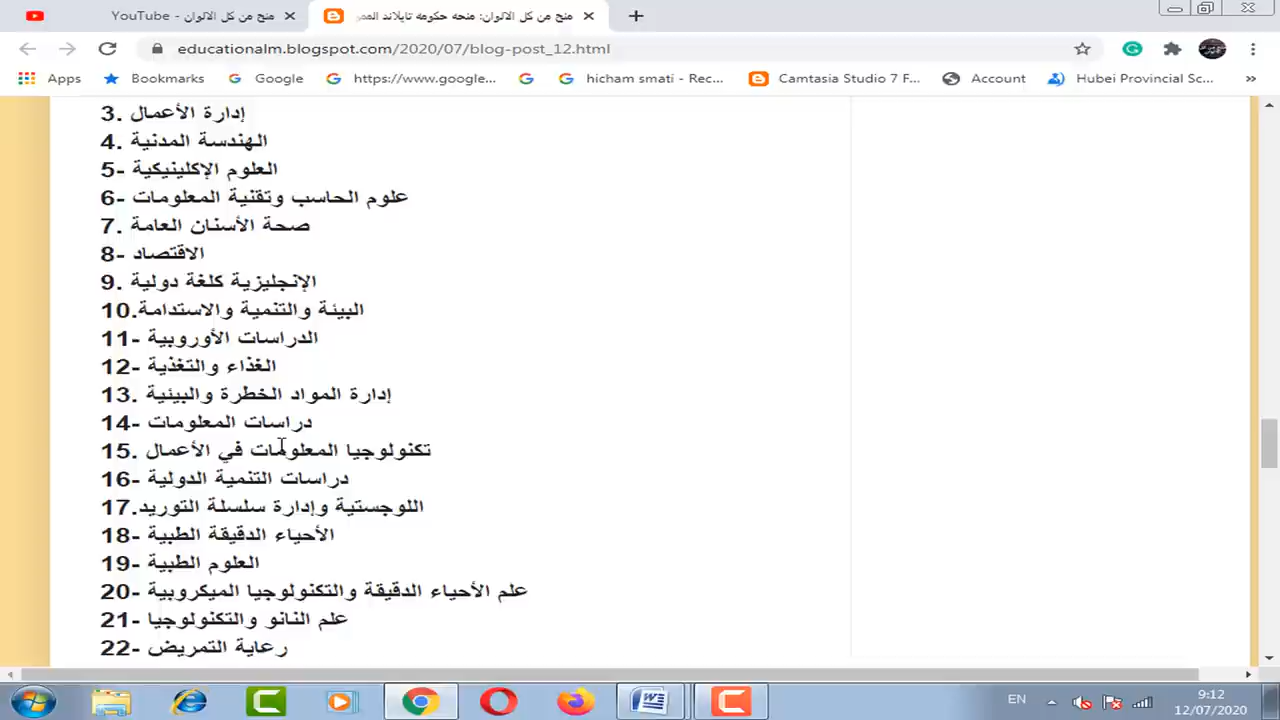 منح من كل الالوان - YouTube
منح من كل الالوان: منحه حكومه تايلاند
educationalm.blogspot.com/2020/07/blog-post_12.html
Apps
Bookmarks
Google
https://www.google...
hicham smati - Rec...
Camtasia Studio 7 F...
Account
Hubei Provincial Sc...
»
3. إدارة الأعمال
4. الهندسة المدنية
5- العلوم الإكلينيكية
6- علوم الحاسب وتقنية المعلومات
7. صحة الأسنان العامة
8- الاقتصاد
9. الإنجليزية كلغة دولية
10.البيئة والتنمية والاستدامة
11- الدراسات الأوروبية
12- الغذاء والتغذية
13. إدارة المواد الخطرة والبيئية
14- دراسات المعلومات
15. تكنولوجيا المعلومات في الأعمال
16- دراسات التنمية الدولية
17.اللوجستية وإدارة سلسلة التوريد
18- الأحياء الدقيقة الطبية
19- العلوم الطبية
20- علم الأحياء الدقيقة والتكنولوجيا الميكروبية
21- علم النانو والتكنولوجيا
22- رعاية التمريض
EN
9:12
12/07/2020